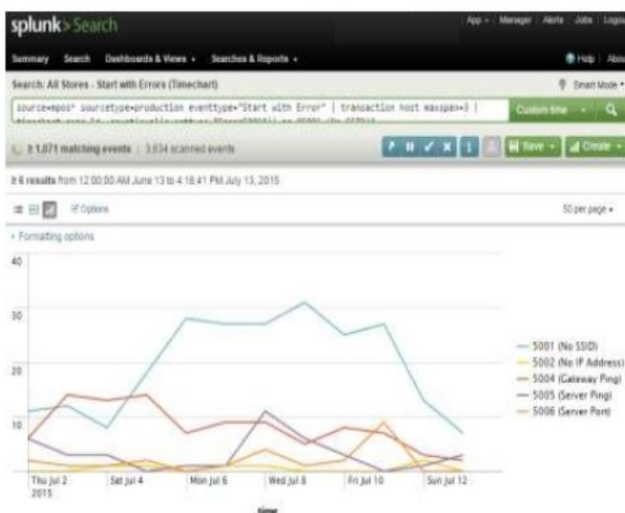 splunk>Search
App Manager Alerts Jobs Logout
Summary Search Dashboards & Views Searches & Reports
Help About
Search: All Stores - Start with Errors (Timechart)
Smart Mode
source=mpos* sourcetype=production eventtype="Start with Error" | transaction host maxspan=3 |
Custom time
≥ 1,071 matching events | 3,634 scanned events
Save Create
≥ 6 results from 12:00:00 AM June 13 to 4:18:41 PM July 13, 2015
Options
50 per page
Formatting options
40
30
20
10
5001 (No SSID)
5002 (No IP Address)
5004 (Gateway Ping)
5005 (Server Ping)
5006 (Server Port)
Thu Jul 2 Sat Jul 4 Mon Jul 6 Wed Jul 8 Fri Jul 10 Sun Jul 12
2015
time